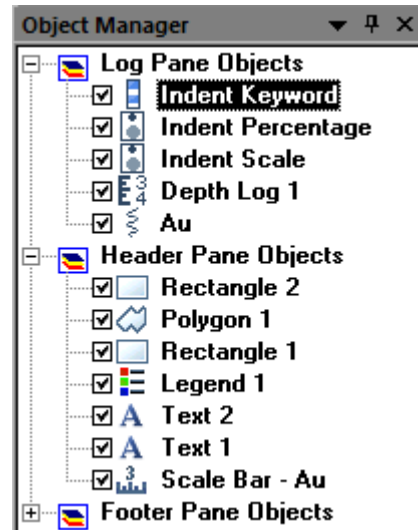 Object Manager
Log Pane Objects
Indent Keyword
Indent Percentage
Indent Scale
Depth Log 1
Au
Header Pane Objects
Rectangle 2
Polygon 1
Rectangle 1
Legend 1
Text 2
Text 1
Scale Bar - Au
Footer Pane Objects